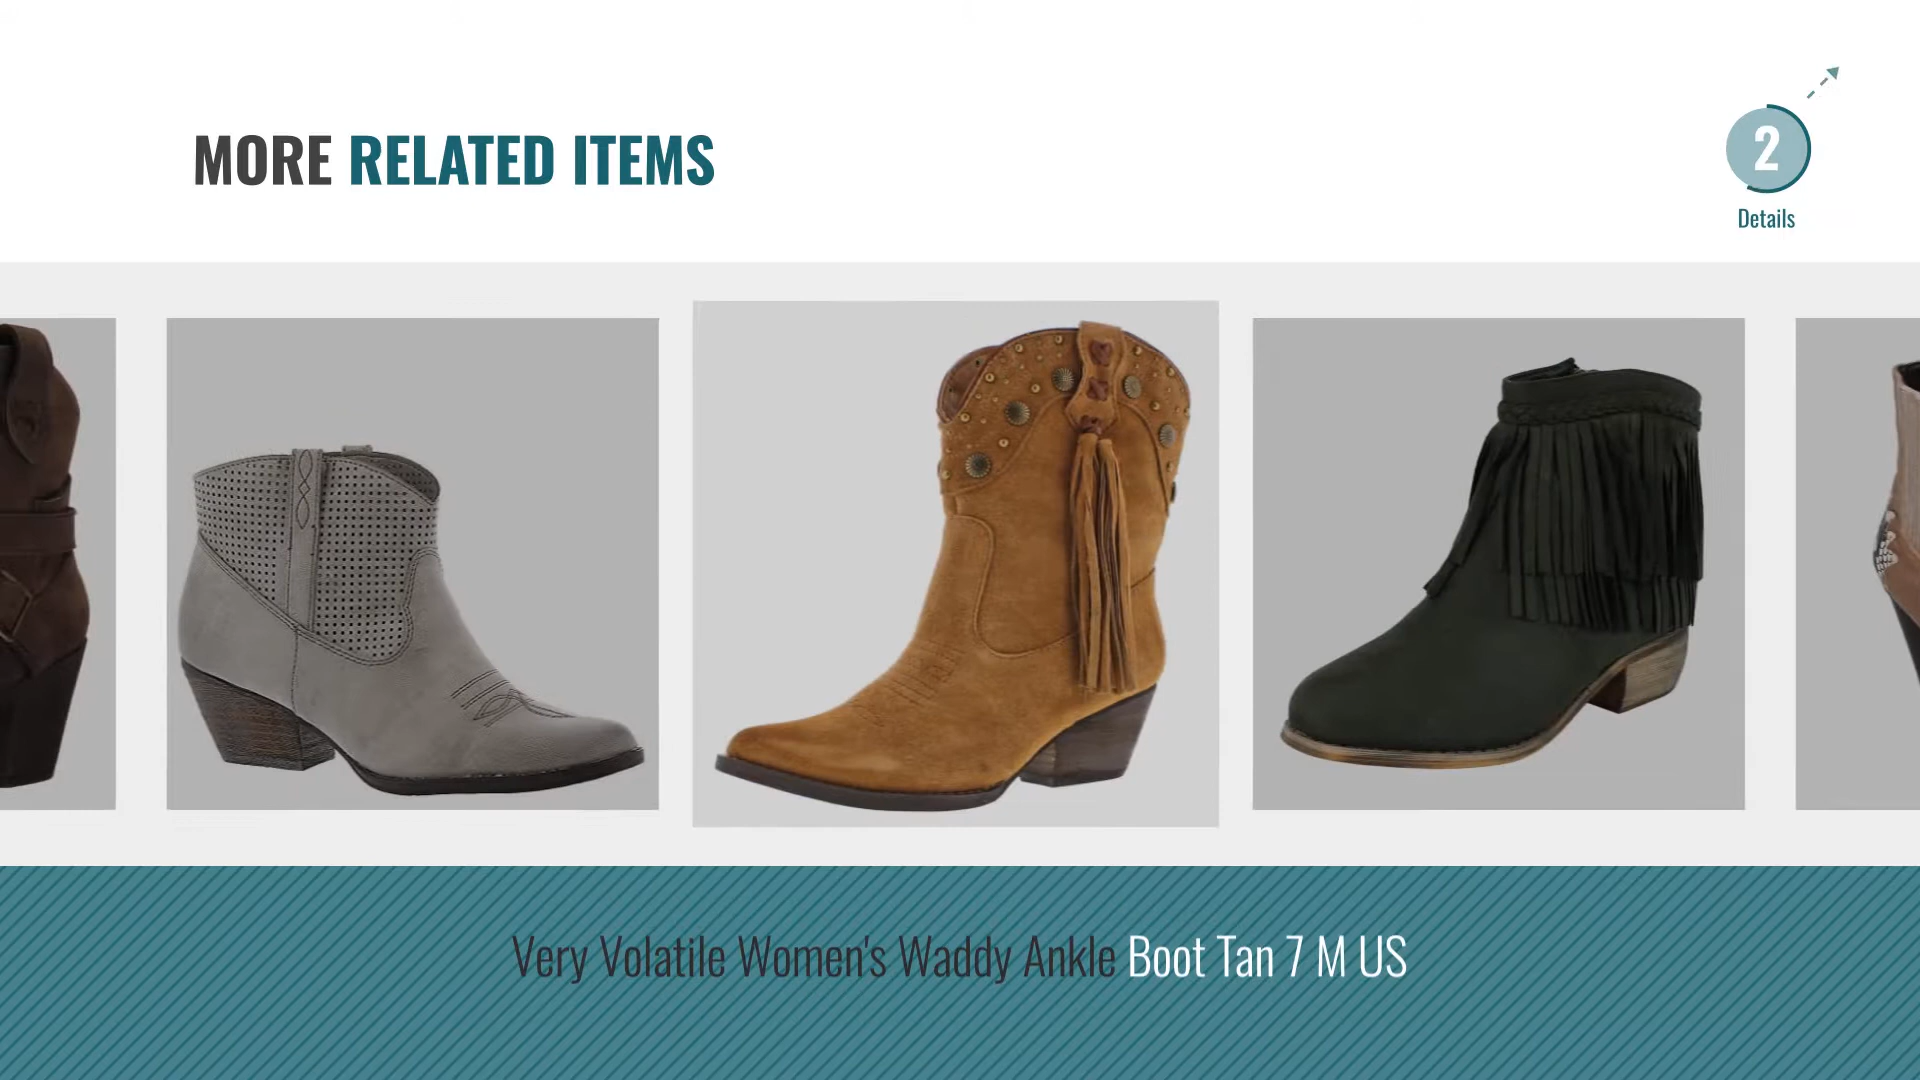 MORE RELATED ITEMS
2
Details
Very Volatile Women's Waddy Ankle Boot Tan 7 M US